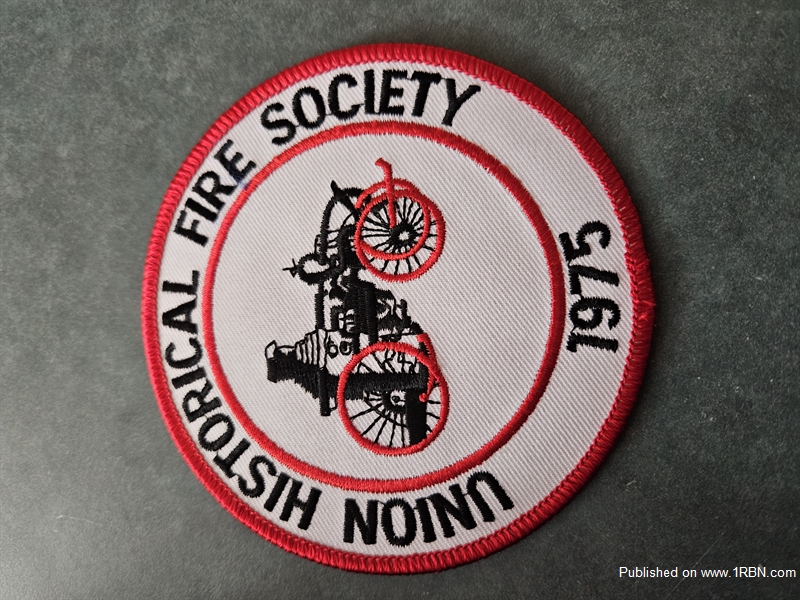 UNION HISTORICAL FIRE SOCIETY
1975
Published on www.1RBN.com